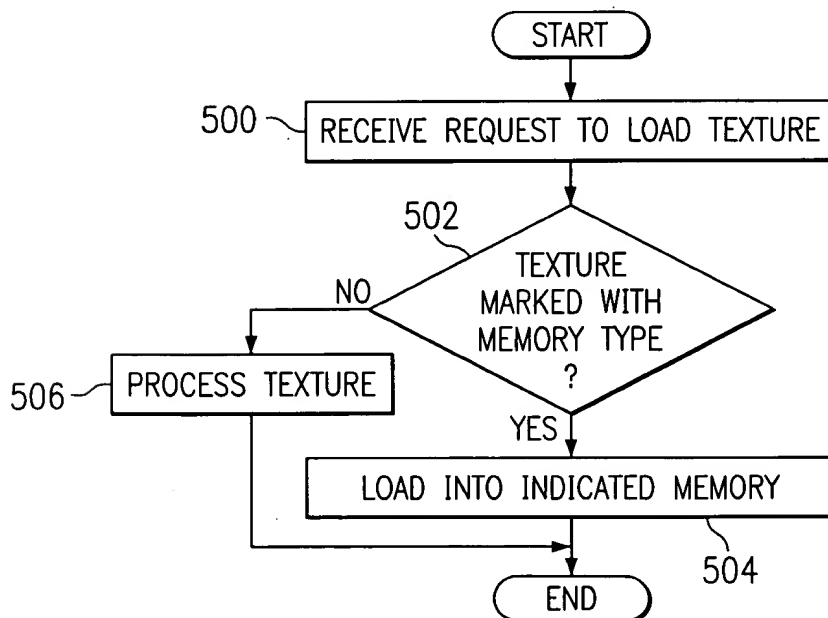 START
500
RECEIVE REQUEST TO LOAD TEXTURE
502
TEXTURE
MARKED WITH
MEMORY TYPE
?
NO
YES
506
PROCESS TEXTURE
LOAD INTO INDICATED MEMORY
504
END